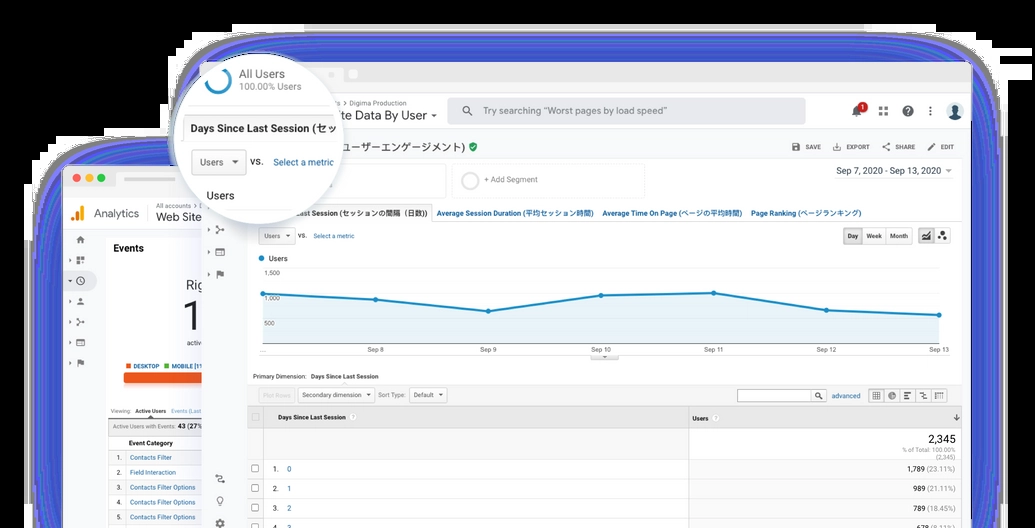 All Users
100.00% Users
Days Since Last Session (セッ
Users
vs.
Select a metric
Users
Digima Production
te Data By User
Try searching "Worst pages by load speed"
1
ユーザーエンゲージメント)
SAVE
EXPORT
SHARE
EDIT
+ Add Segment
Sep 7, 2020 - Sep 13, 2020
Last Session (セッションの間隔（日数）)
Average Session Duration (平均セッション時間)
Average Time On Page (ページの平均時間)
Page Ranking (ページランキング)
Users
vs.
Select a metric
Day
Week
Month
Users
1,500
1,000
500
...
Sep 8
Sep 9
Sep 10
Sep 11
Sep 12
Sep 13
Primary Dimension:
Days Since Last Session
Plot Rows
Secondary dimension
Sort Type:
Default
advanced
Days Since Last Session
Users
2,345
% of Total: 100.00%
(2,345)
1. 0 1,789 (23.11%)
2. 1 989 (21.11%)
3. 2 789 (18.45%)
Analytics
All accounts
Web Site
Events
Rig
1
activ
DESKTOP
MOBILE
Viewing:
Active Users
Events (Last
Active Users with Events: 43 (27%
Event Category
1. Contacts Filter
2. Field Interaction
3. Contacts Filter Options
4. Contacts Filter Options
5. Contacts Filter Options